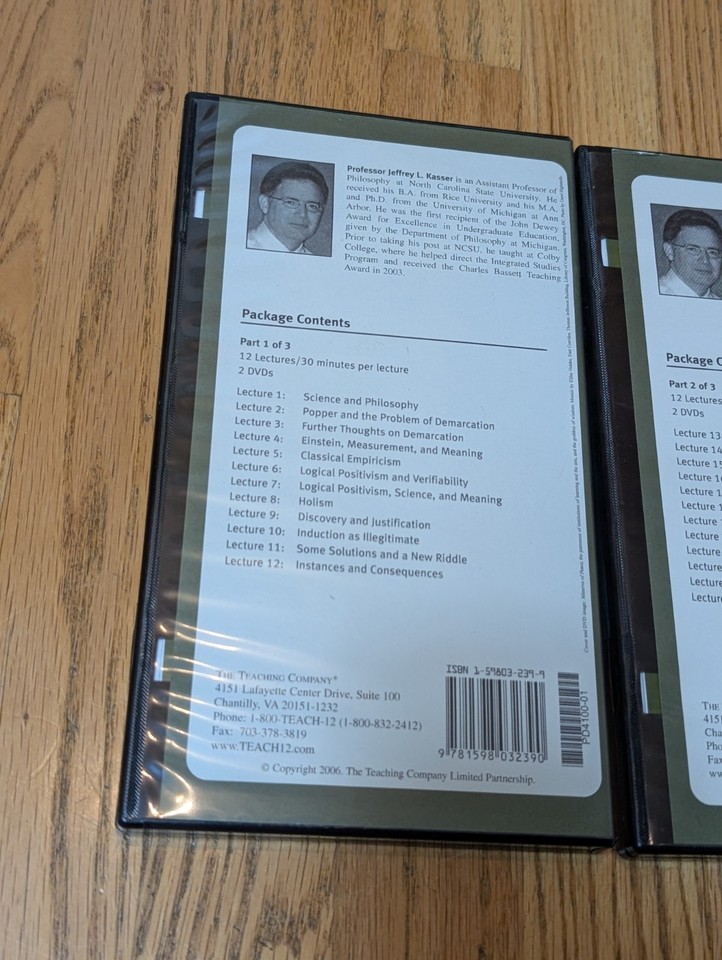 Professor Jeffrey L. Kasser is an Assistant Professor of
Philosophy at North Carolina State University. He
received his B.A. from Rice University and his M.A.
and Ph.D. from the University of Michigan at Ann
Arbor. He was the first recipient of the John Dewey
Award for Excellence in Undergraduate Education,
given by the Department of Philosophy at Michigan.
Prior to taking his post at NCSU, he taught at Colby
College, where he helped direct the Integrated Studies
Program and received the Charles Bassett Teaching
Award in 2003.
Package Contents
Part 1 of 3
12 Lectures/30 minutes per lecture
2 DVDs
Lecture 1: Science and Philosophy
Lecture 2: Popper and the Problem of Demarcation
Lecture 3: Further Thoughts on Demarcation
Lecture 4: Einstein, Measurement, and Meaning
Lecture 5: Classical Empiricism
Lecture 6: Logical Positivism and Verifiability
Lecture 7: Logical Positivism, Science, and Meaning
Lecture 8: Holism
Lecture 9: Discovery and Justification
Lecture 10: Induction as Illegitimate
Lecture 11: Some Solutions and a New Riddle
Lecture 12: Instances and Consequences
THE TEACHING COMPANY®
4151 Lafayette Center Drive, Suite 100
Chantilly, VA 20151-1232
Phone: 1-800-TEACH-12 (1-800-832-2412)
Fax: 703-378-3819
www.TEACH12.com
ISBN 1-59803-239-9
9 781598 032390
PD4100-01
© Copyright 2006. The Teaching Company Limited Partnership.
Package C
Part 2 of 3
12 Lectures
2 DVDs
Lecture 13
Lecture 14
Lecture 15
Lecture 16
Lecture 1
Lecture 1
Lecture
Lecture
Lecture
Lecture
Lecture
Lectur
THE
415
Cha
Pho
Fax
ww